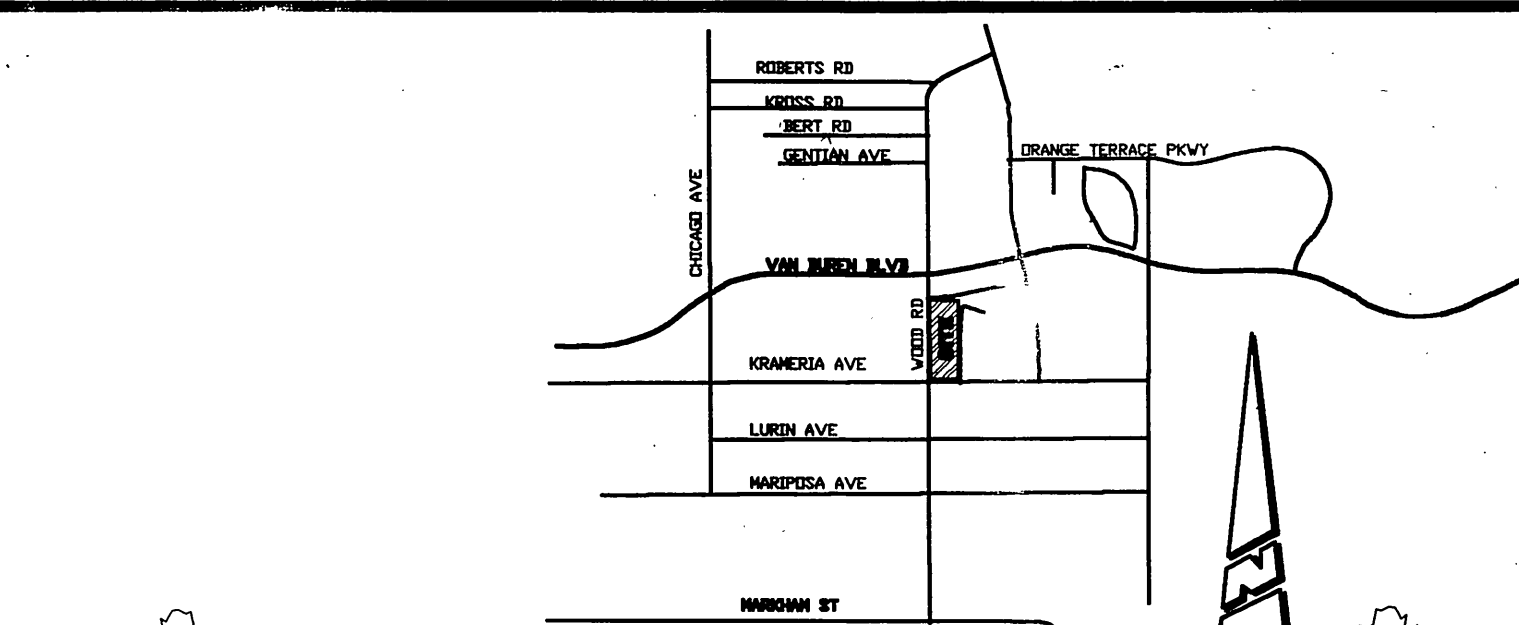 ROBERTS RD
KROSS RD
BERT RD
GENTIAN AVE
ORANGE TERRACE PKWY
CHICAGO AVE
VAN BUREN BLVD
WOOD RD
SITE
KRAMERIA AVE
LURIN AVE
MARIPOSA AVE
N
MARKHAM ST